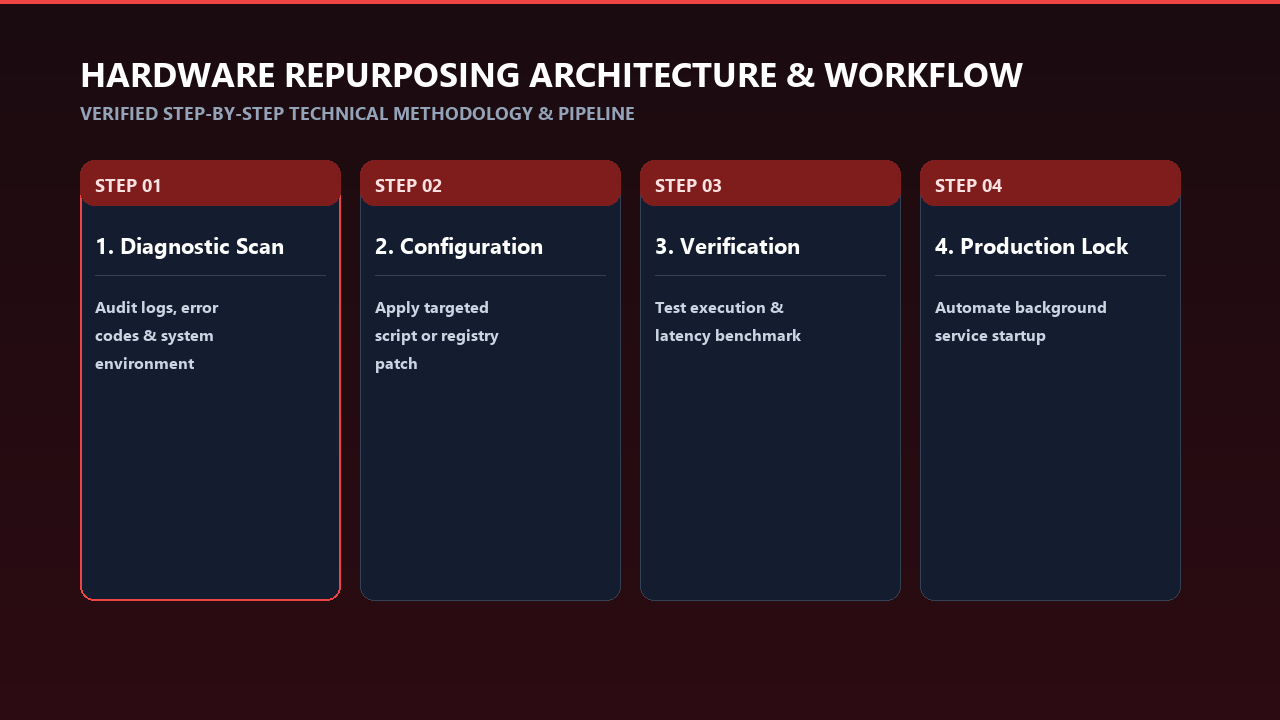 HARDWARE REPURPOSING ARCHITECTURE & WORKFLOW
VERIFIED STEP-BY-STEP TECHNICAL METHODOLOGY & PIPELINE
STEP 01
1. Diagnostic Scan
Audit logs, error
codes & system
environment
STEP 02
2. Configuration
Apply targeted
script or registry
patch
STEP 03
3. Verification
Test execution &
latency benchmark
STEP 04
4. Production Lock
Automate background
service startup